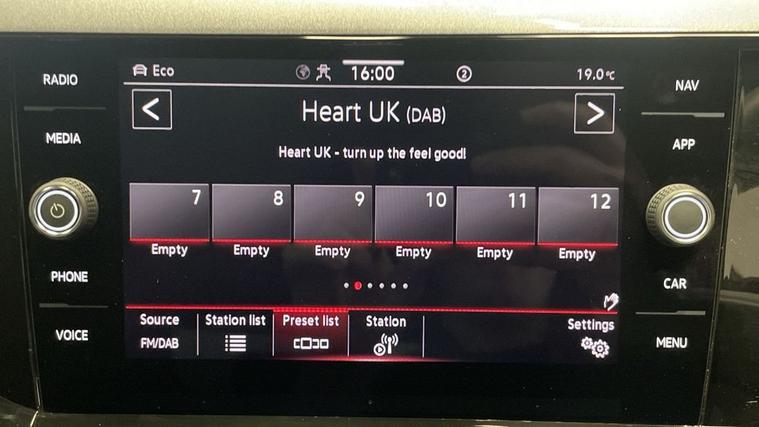 RADIO
MEDIA
PHONE
VOICE
Eco
16:00
2
19.0°C
< Heart UK (DAB) >
Heart UK - turn up the feel good!
7 8 9 10 11 12
Empty Empty Empty Empty Empty Empty
Source Station list Preset list Station Settings
FM/DAB
NAV
APP
CAR
MENU